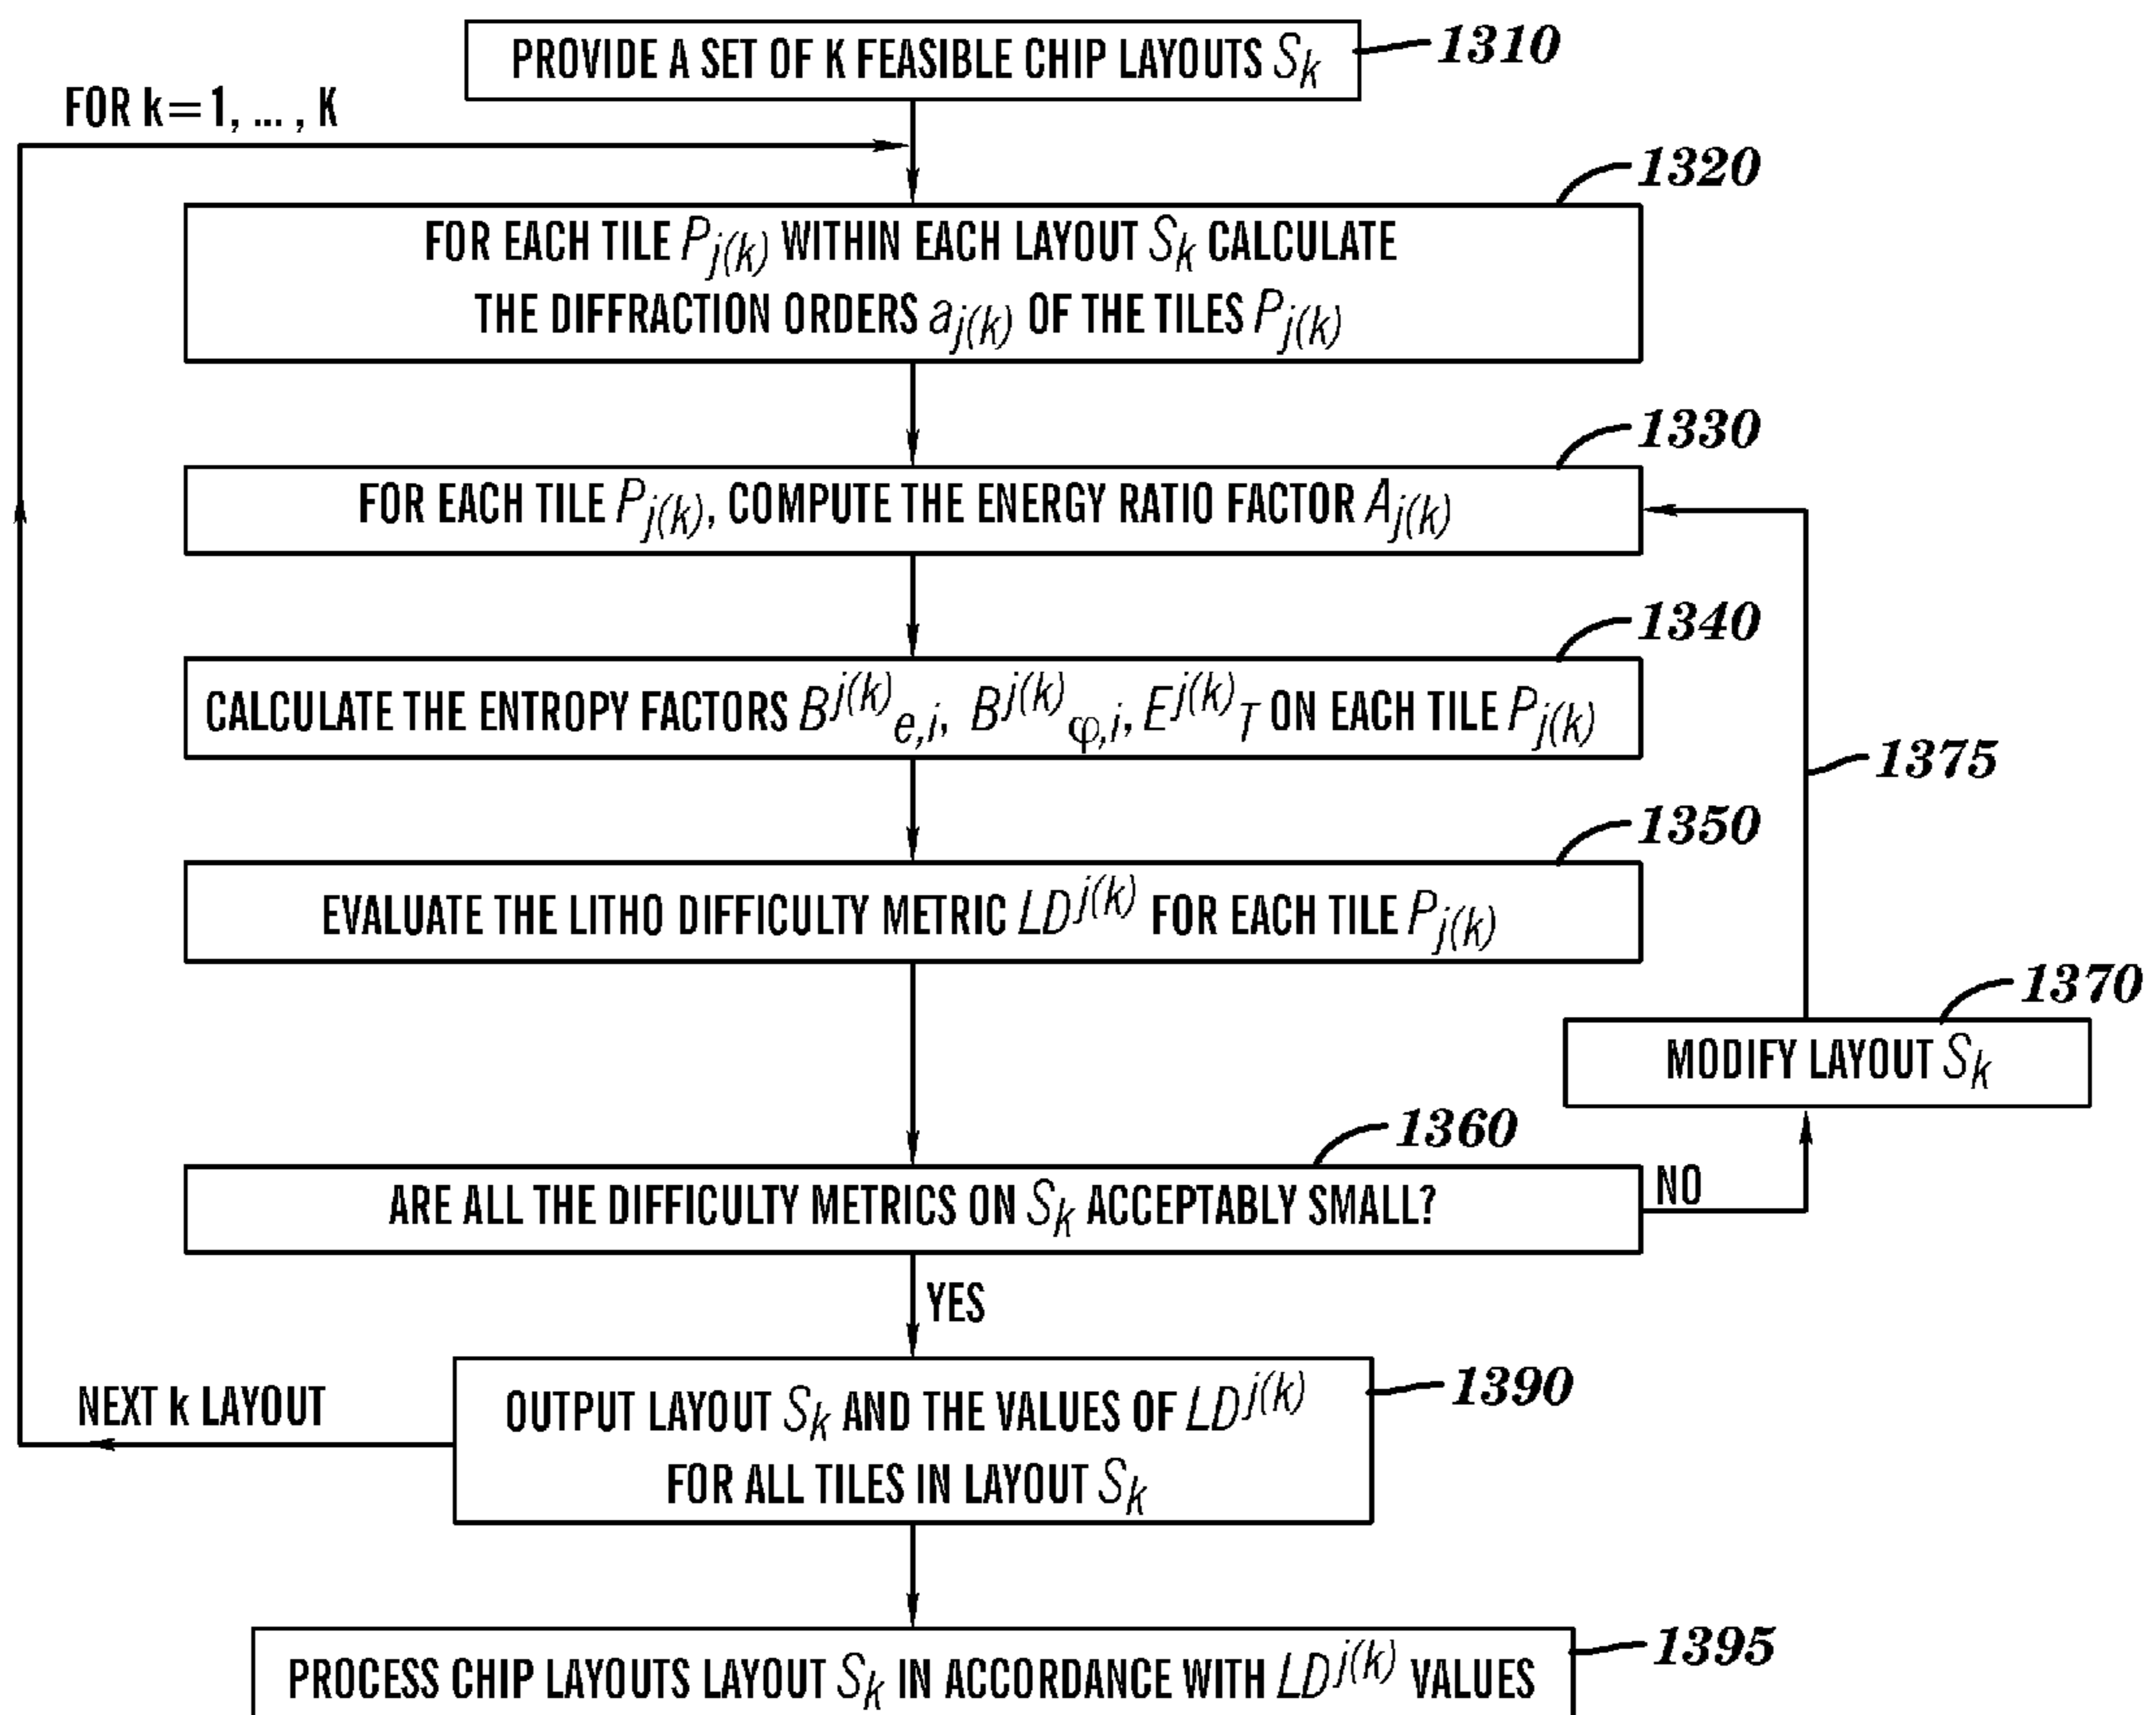 PROVIDE A SET OF K FEASIBLE CHIP LAYOUTS Sk
1310
FOR k=1, ... , K
1320
FOR EACH TILE Pj(k) WITHIN EACH LAYOUT Sk CALCULATE
THE DIFFRACTION ORDERS aj(k) OF THE TILES Pj(k)
1330
FOR EACH TILE Pj(k), COMPUTE THE ENERGY RATIO FACTOR Aj(k)
1340
CALCULATE THE ENTROPY FACTORS Bj(k)e,i, Bj(k)φ,i, Ej(k)T ON EACH TILE Pj(k)
1375
1350
EVALUATE THE LITHO DIFFICULTY METRIC LDj(k) FOR EACH TILE Pj(k)
1370
MODIFY LAYOUT Sk
1360
ARE ALL THE DIFFICULTY METRICS ON Sk ACCEPTABLY SMALL?
NO
YES
NEXT k LAYOUT
OUTPUT LAYOUT Sk AND THE VALUES OF LDj(k)
FOR ALL TILES IN LAYOUT Sk
1390
1395
PROCESS CHIP LAYOUTS LAYOUT Sk IN ACCORDANCE WITH LDj(k) VALUES